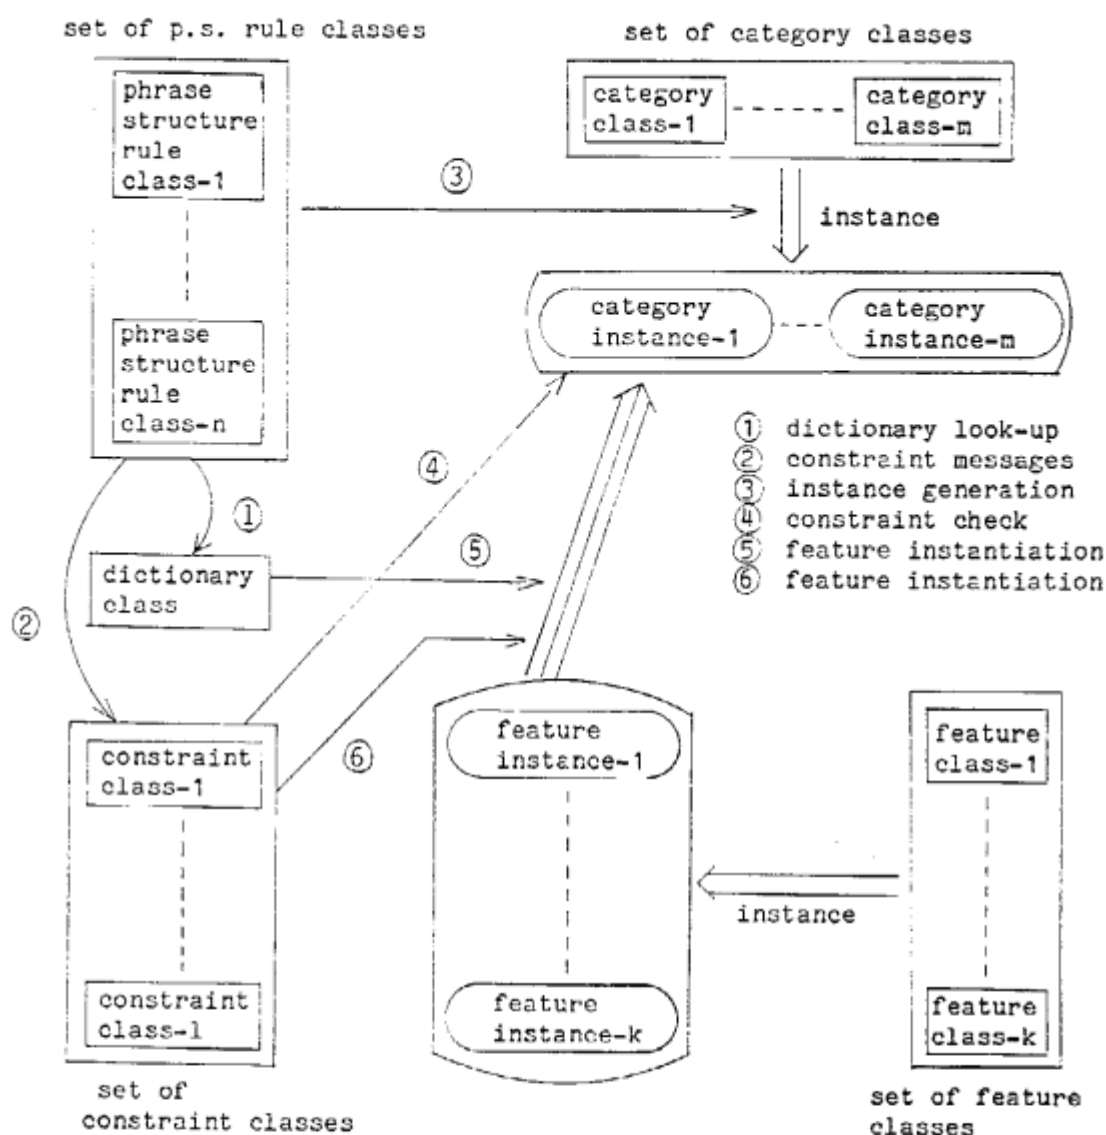 set of p.s. rule classes
set of category classes
phrase
structure
rule
class-1
category
class-1
category
class-m
③
instance
category
instance-1
category
instance-m
phrase
structure
rule
class-n
① dictionary look-up
② constraint messages
③ instance generation
④ constraint check
⑤ feature instantiation
⑥ feature instantiation
④
①
⑤
dictionary
class
②
⑥
constraint
class-1
feature
instance-1
feature
class-1
instance
constraint
class-l
feature
instance-k
feature
class-k
set of
constraint classes
set of feature
classes